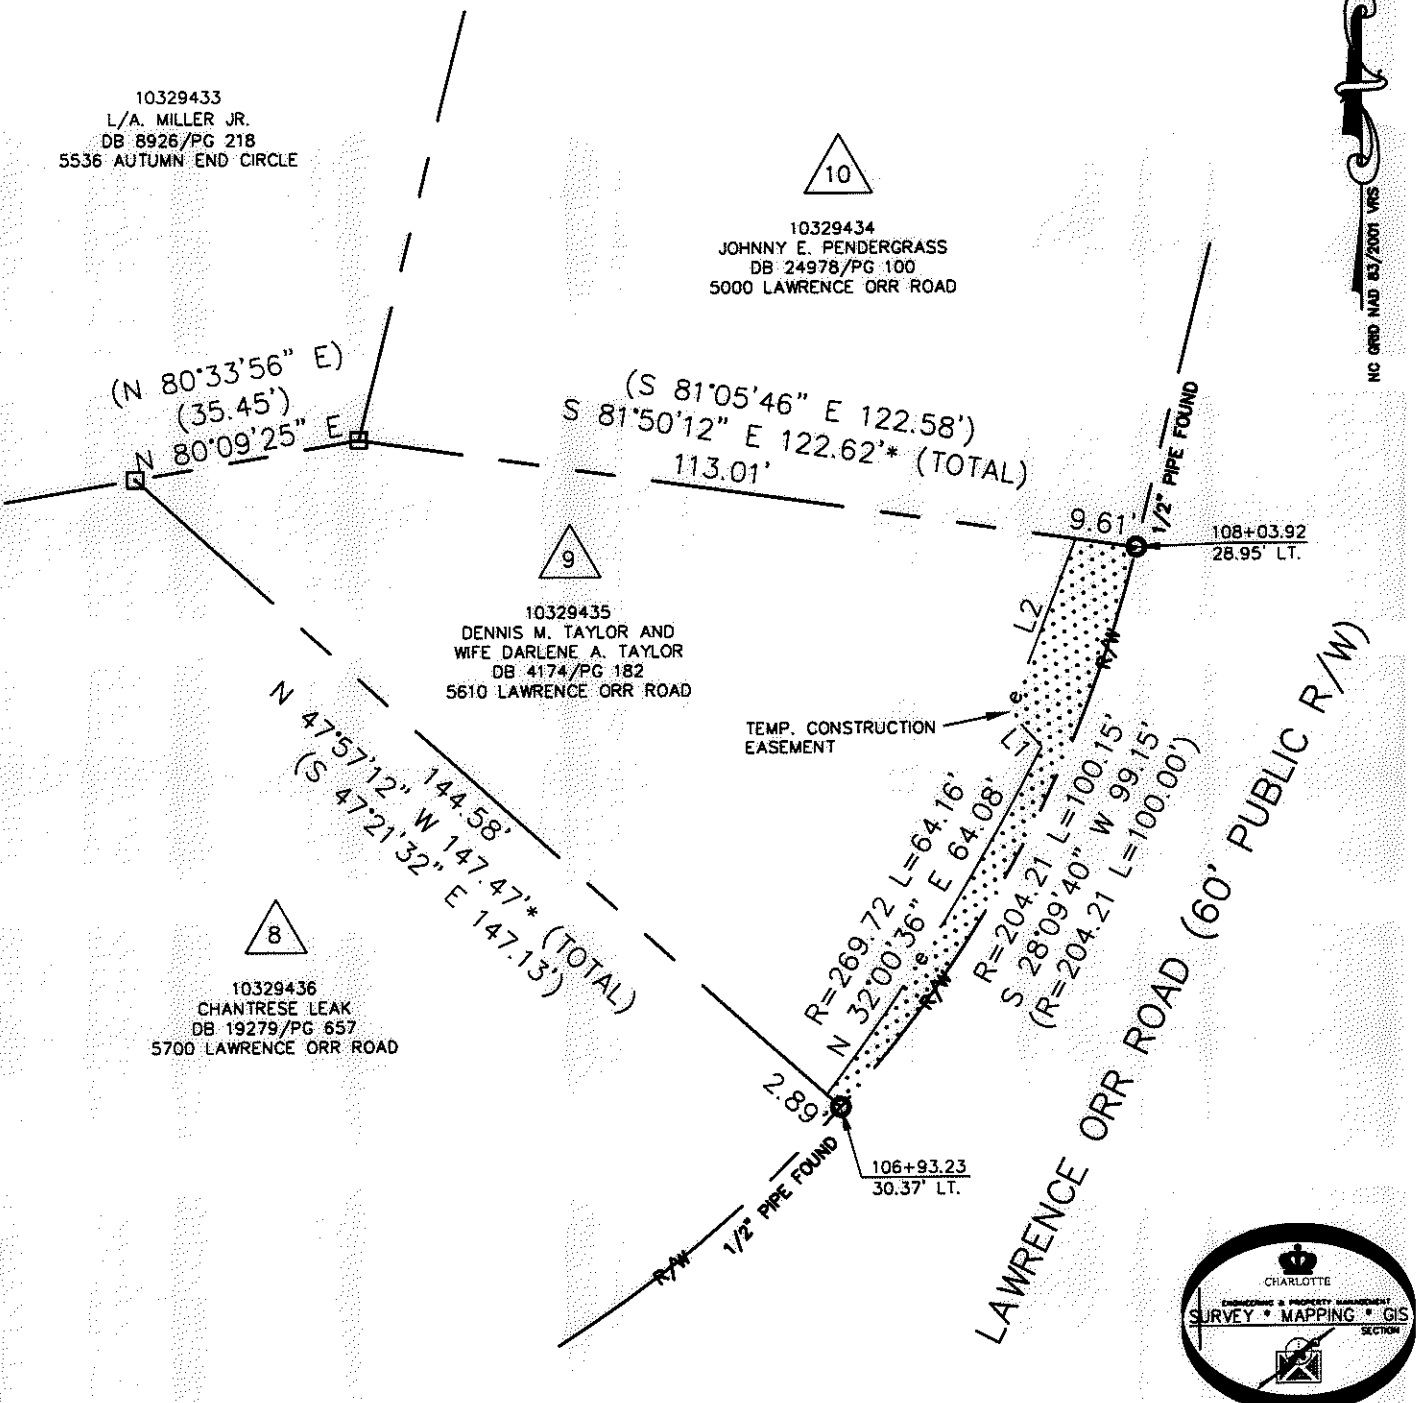 10329433
L/A. MILLER JR.
DB 8926/PG 218
5536 AUTUMN END CIRCLE
10
10329434
JOHNNY E. PENDERGRASS
DB 24978/PG 100
5000 LAWRENCE ORR ROAD
NC GRID NAD 83/2001 VRS
(N 80°33'56" E)
(35.45')
N 80°09'25" E
(S 81°05'46" E 122.58')
S 81°50'12" E 122.62'* (TOTAL)
113.01'
9.61'
1/2" PIPE FOUND
108+03.92
28.95' LT.
9
10329435
DENNIS M. TAYLOR AND
WIFE DARLENE A. TAYLOR
DB 4174/PG 182
5610 LAWRENCE ORR ROAD
L2
R/W
e
L1
TEMP. CONSTRUCTION
EASEMENT
144.58'
N 47°57'12" W 147.47'* (TOTAL)
(S 47°21'32" E 147.13')
R=269.72 L=64.16'
N 32°00'36" E 64.08'
e
R/W
R=204.21 L=100.15'
S 28°09'40" W 99.15'
(R=204.21 L=100.00')
LAWRENCE ORR ROAD (60' PUBLIC R/W)
8
10329436
CHANTRESE LEAK
DB 19279/PG 657
5700 LAWRENCE ORR ROAD
2.89'
106+93.23
30.37' LT.
1/2" PIPE FOUND
R/W
CHARLOTTE
ENGINEERING & PROPERTY MANAGEMENT
SURVEY * MAPPING * GIS
SECTION